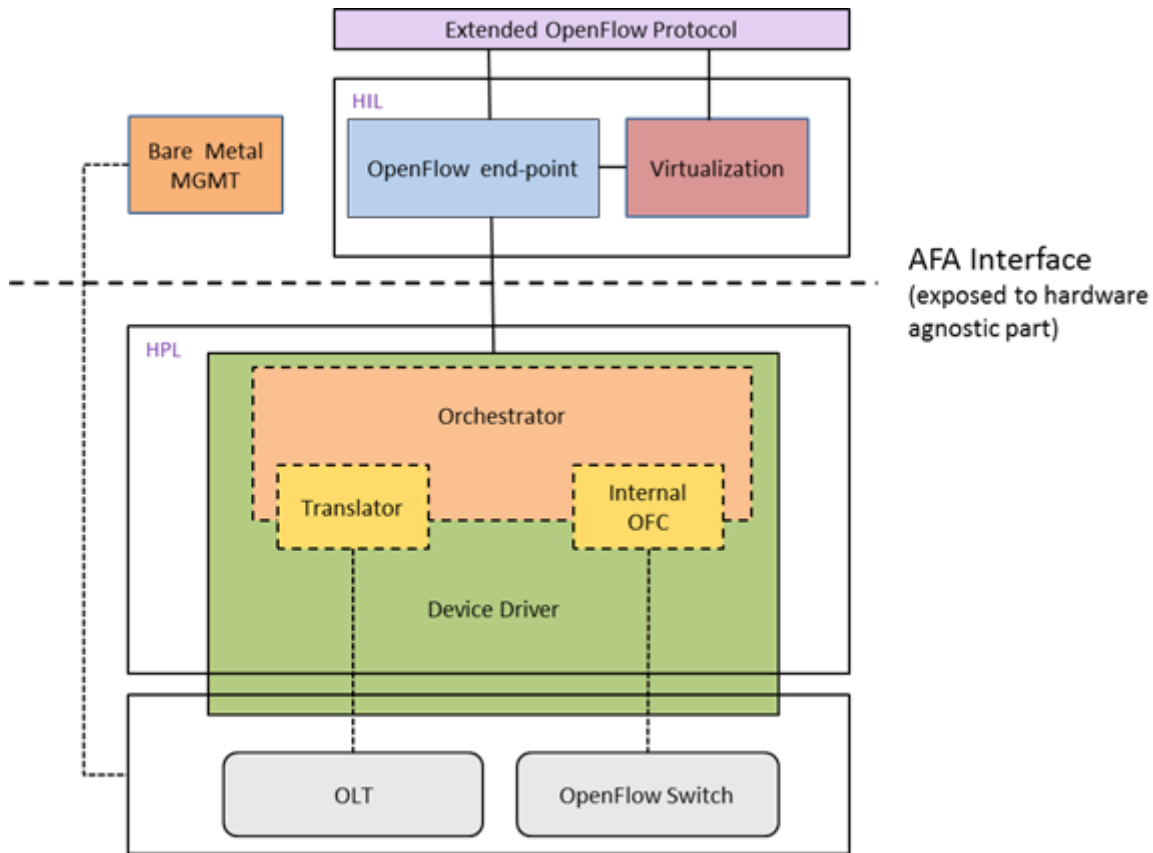 Extended OpenFlow Protocol
HIL
Bare Metal
MGMT
OpenFlow end-point
Virtualization
AFA Interface
(exposed to hardware
agnostic part)
HPL
Orchestrator
Translator
Internal
OFC
Device Driver
OLT
OpenFlow Switch